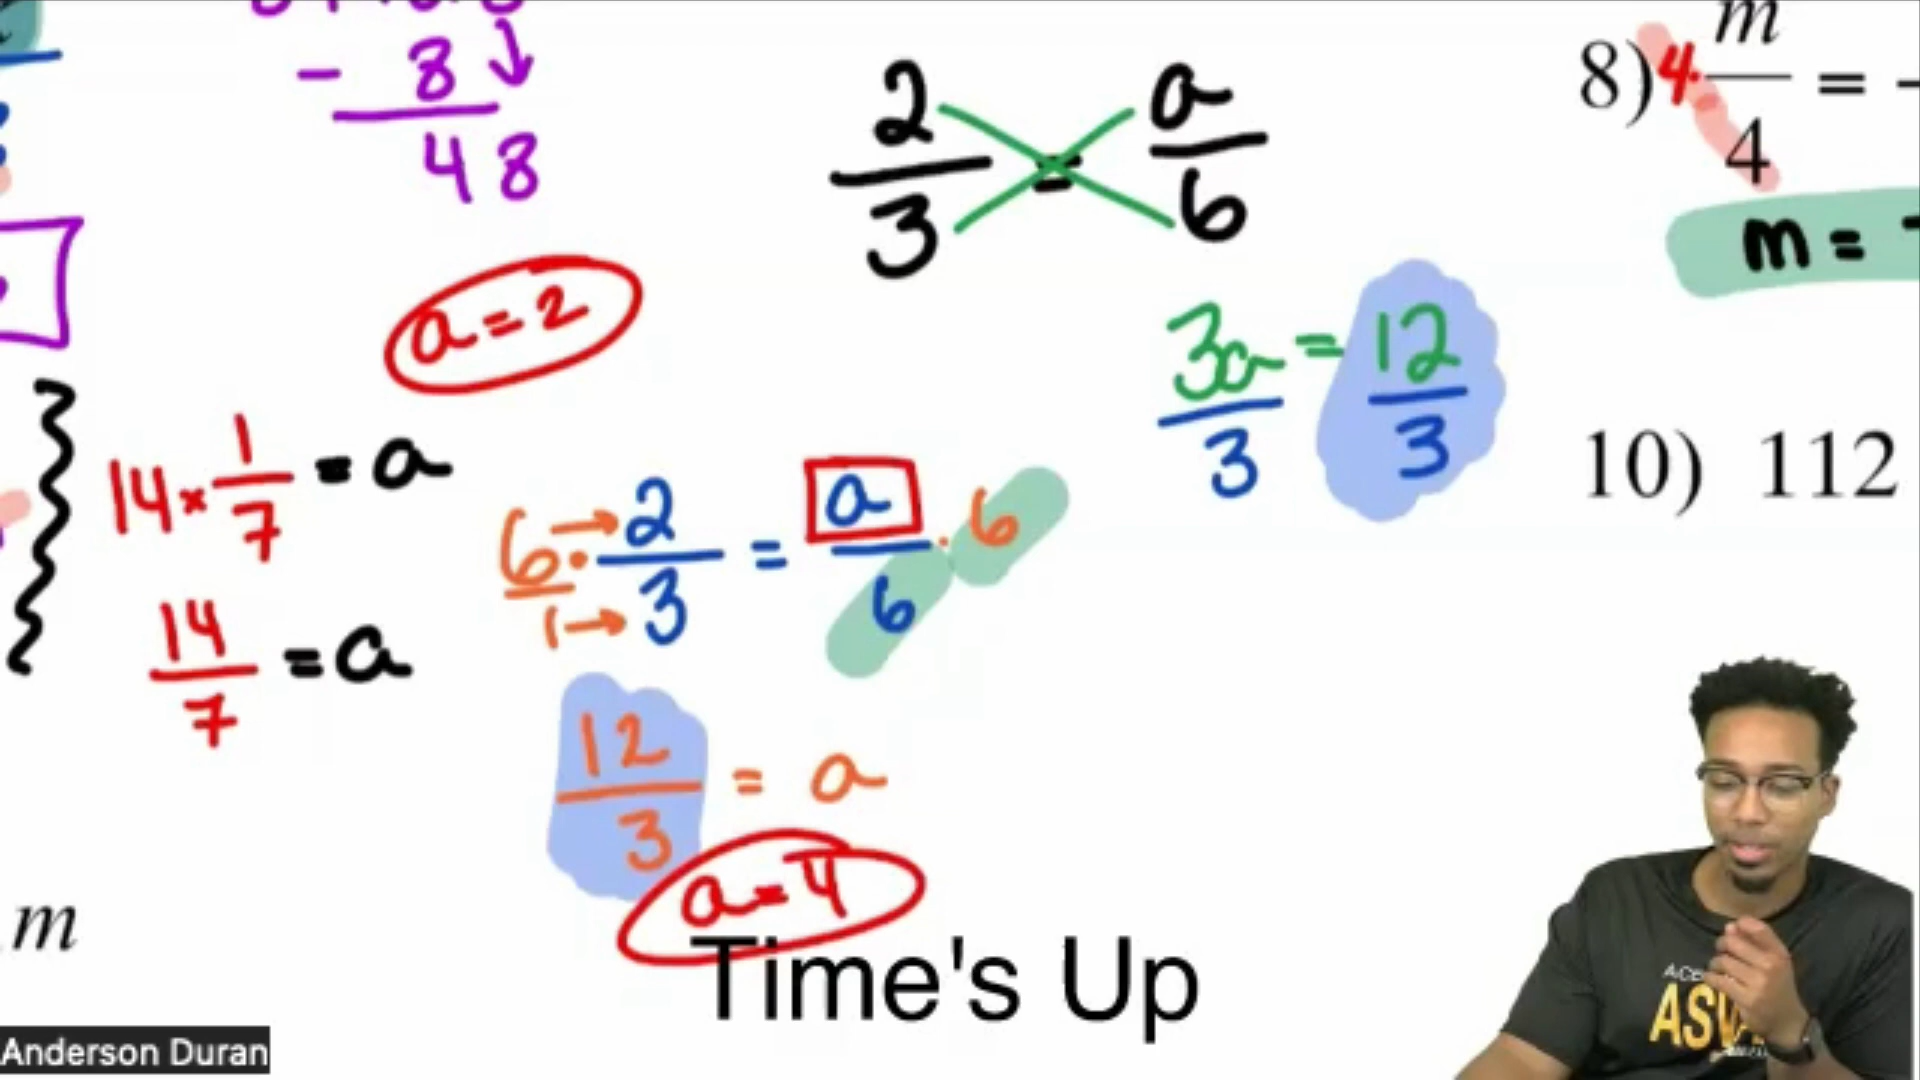 - 8
48
2/3 = a/6
8) 4· m/4 = -
m = -
a=2
3a/3 = 12/3
14 × 1/7 = a
6/1 · 2/3 = a/6 · 6
10) 112
14/7 = a
12/3 = a
a=4
m
Time's Up
Anderson Duran